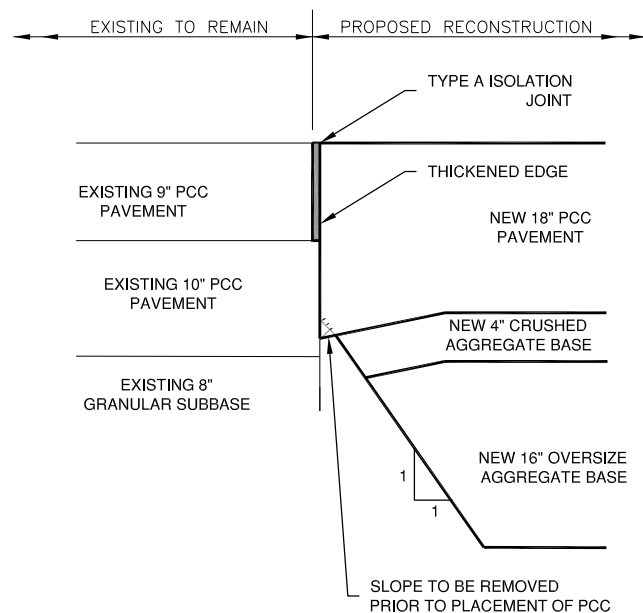 EXISTING TO REMAIN
PROPOSED RECONSTRUCTION
TYPE A ISOLATION
JOINT
THICKENED EDGE
EXISTING 9" PCC
PAVEMENT
NEW 18" PCC
PAVEMENT
EXISTING 10" PCC
PAVEMENT
NEW 4" CRUSHED
AGGREGATE BASE
EXISTING 8"
GRANULAR SUBBASE
NEW 16" OVERSIZE
AGGREGATE BASE
1
1
SLOPE TO BE REMOVED
PRIOR TO PLACEMENT OF PCC